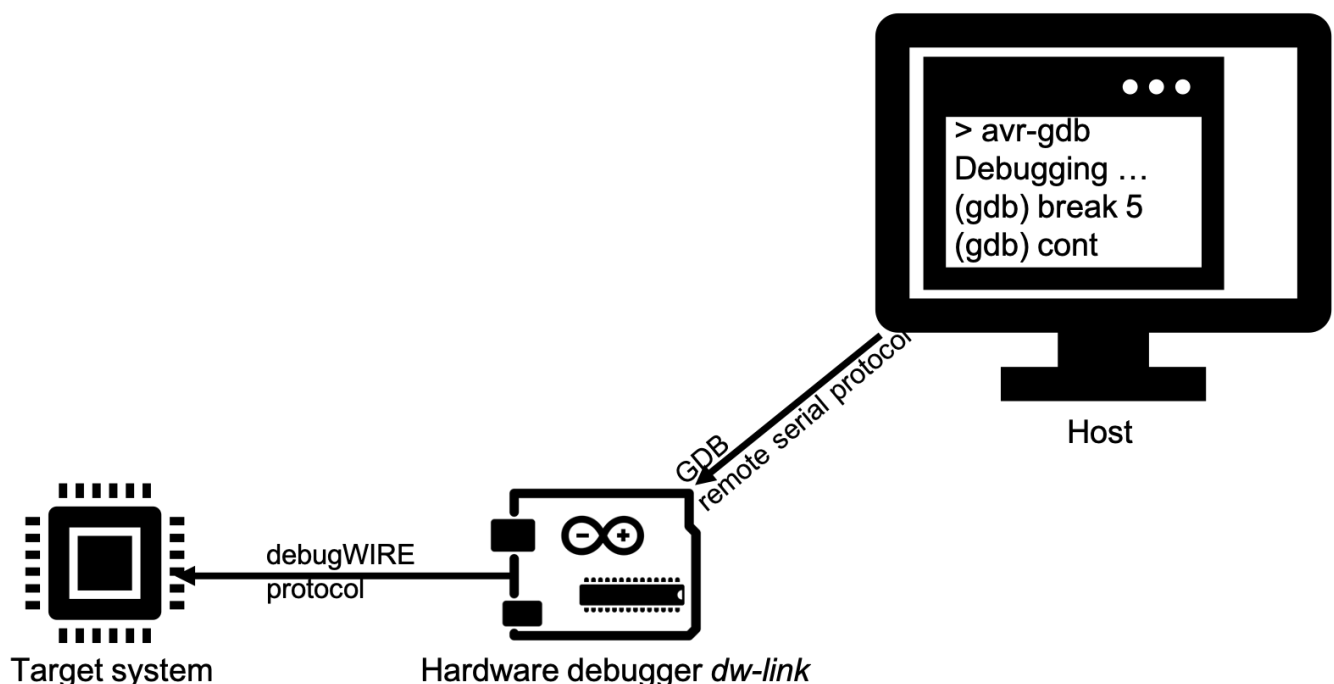 > avr-gdb
Debugging …
(gdb) break 5
(gdb) cont
Host
GDB
remote serial protocol
debugWIRE
protocol
Target system
Hardware debugger dw-link